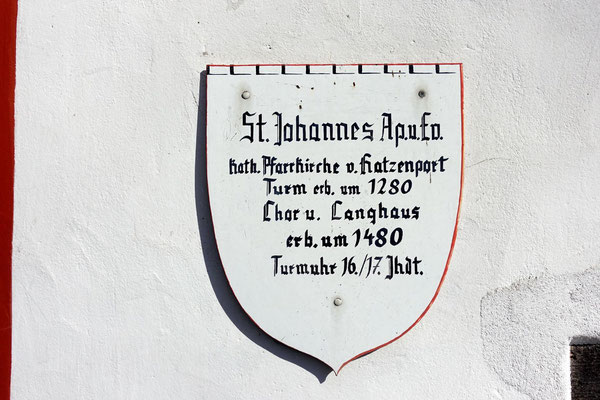 St. Johannes Ap.u.Ev.
kath. Pfarrkirche v. Hatzenport
Turm erb. um 1280
Chor u. Langhaus
erb. um 1480
Turmuhr 16./17. Jhdt.